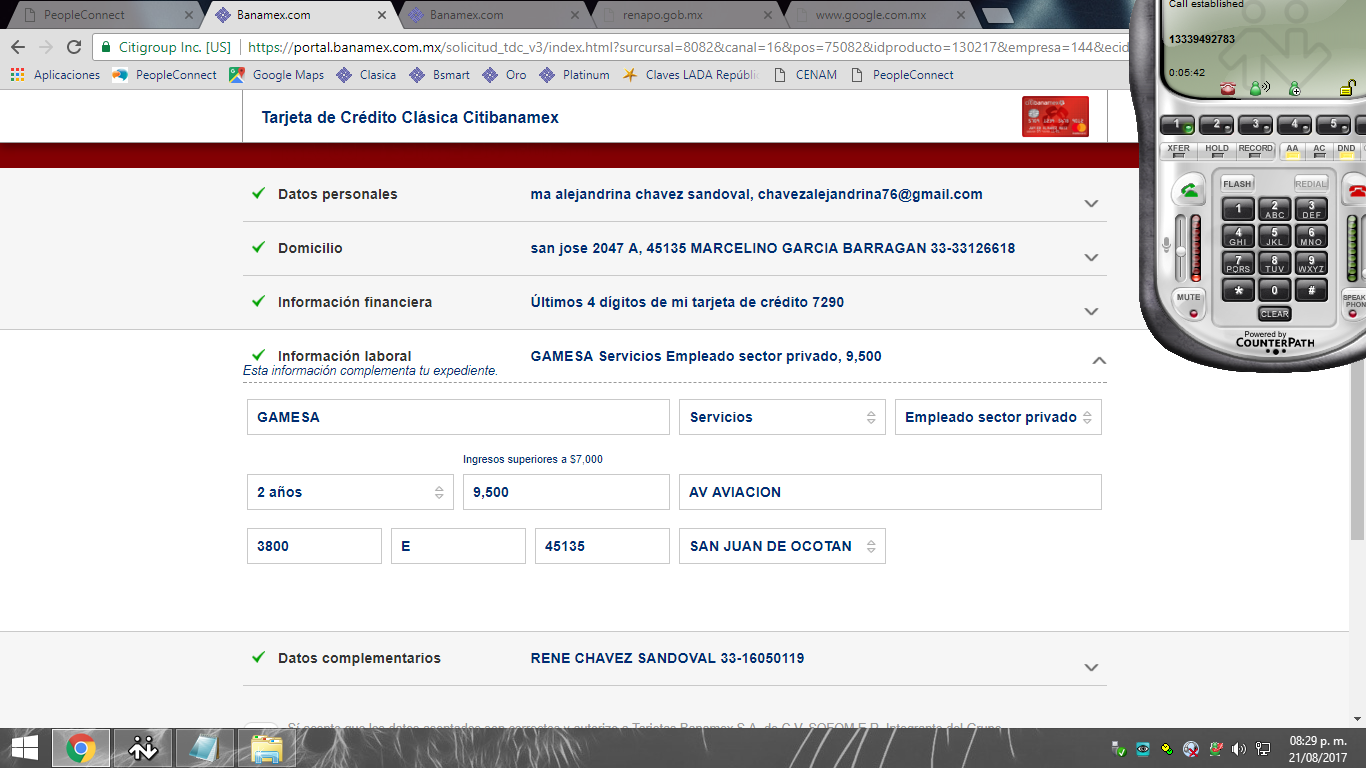 PeopleConnect
Banamex.com
Banamex.com
renapo.gob.mx
www.google.com.mx
Citigroup Inc. [US]
https://portal.banamex.com.mx/solicitud_tdc_v3/index.html?surcursal=8082&canal=16&pos=75082&idproducto=130217&empresa=144&ecid
Aplicaciones PeopleConnect Google Maps Clasica Bsmart Oro Platinum Claves LADA Repúblic CENAM PeopleConnect
Tarjeta de Crédito Clásica Citibanamex
Datos personales
ma alejandrina chavez sandoval, chavezalejandrina76@gmail.com
Domicilio
san jose 2047 A, 45135 MARCELINO GARCIA BARRAGAN 33-33126618
Información financiera
Últimos 4 dígitos de mi tarjeta de crédito 7290
Información laboral
GAMESA Servicios Empleado sector privado, 9,500
Esta información complementa tu expediente.
GAMESA
Servicios
Empleado sector privado
Ingresos superiores a $7,000
2 años
9,500
AV AVIACION
3800
E
45135
SAN JUAN DE OCOTAN
Datos complementarios
RENE CHAVEZ SANDOVAL 33-16050119
Call established
13339492783
0:05:42
1 2 3 4 5
XFER HOLD RECORD AA AC DND
FLASH REDIAL
1 2 ABC 3 DEF
4 GHI 5 JKL 6 MNO
7 PQRS 8 TUV 9 WXYZ
* 0 #
MUTE
CLEAR
Powered by
COUNTERPATH
08:29 p. m.
21/08/2017